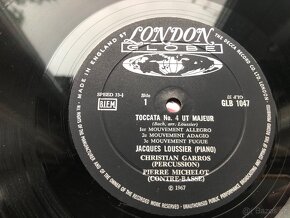 LONDON
GLOBE
MADE IN ENGLAND
THE DECCA RECORD CO. LTD.
SPEED 33⅓
BIEM
Side
1
GLB 1047
TOCCATA No. 4 UT MAJEUR
(Bach, arr. Loussier)
1er MOUVEMENT ALLEGRO
2e MOUVEMENT ADAGIO
3e MOUVEMENT FUGUE
JACQUES LOUSSIER (PIANO)
CHRISTIAN GARROS
(PERCUSSION)
PIERRE MICHELOT
(CONTRE-BASSE)
℗ 1967